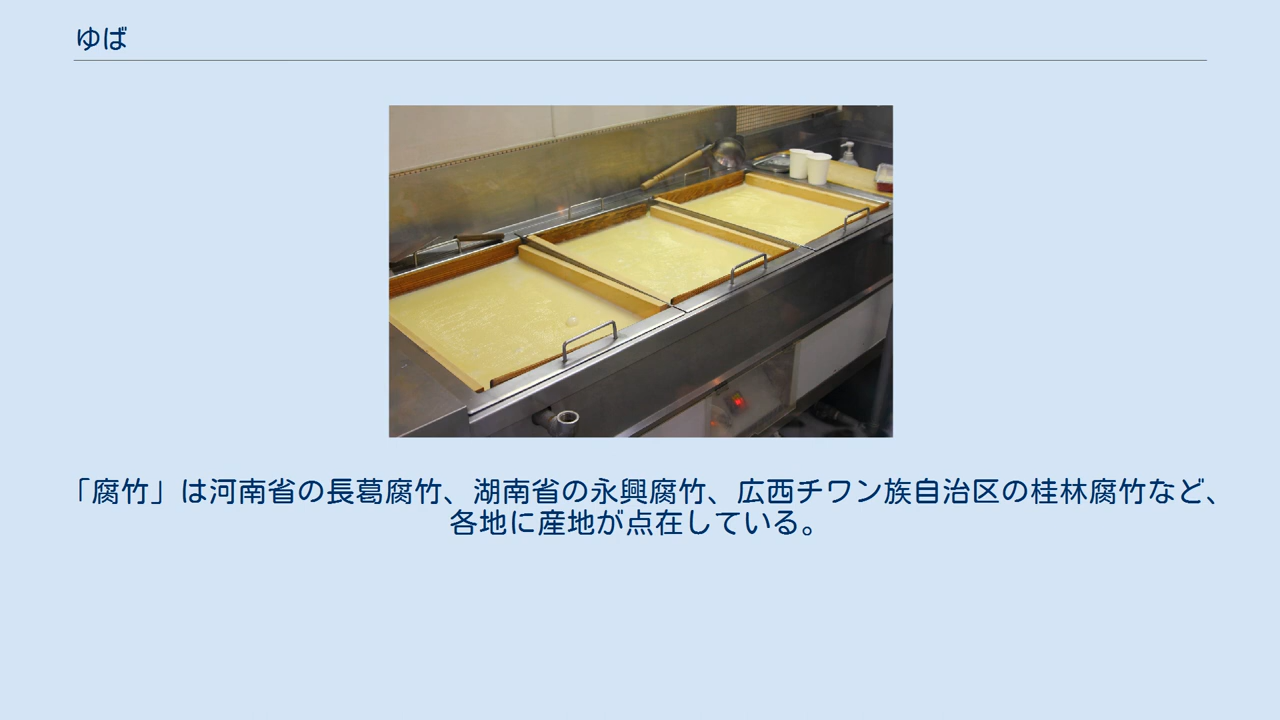 ゆば
「腐竹」は河南省の長葛腐竹、湖南省の永興腐竹、広西チワン族自治区の桂林腐竹など、
各地に産地が点在している。